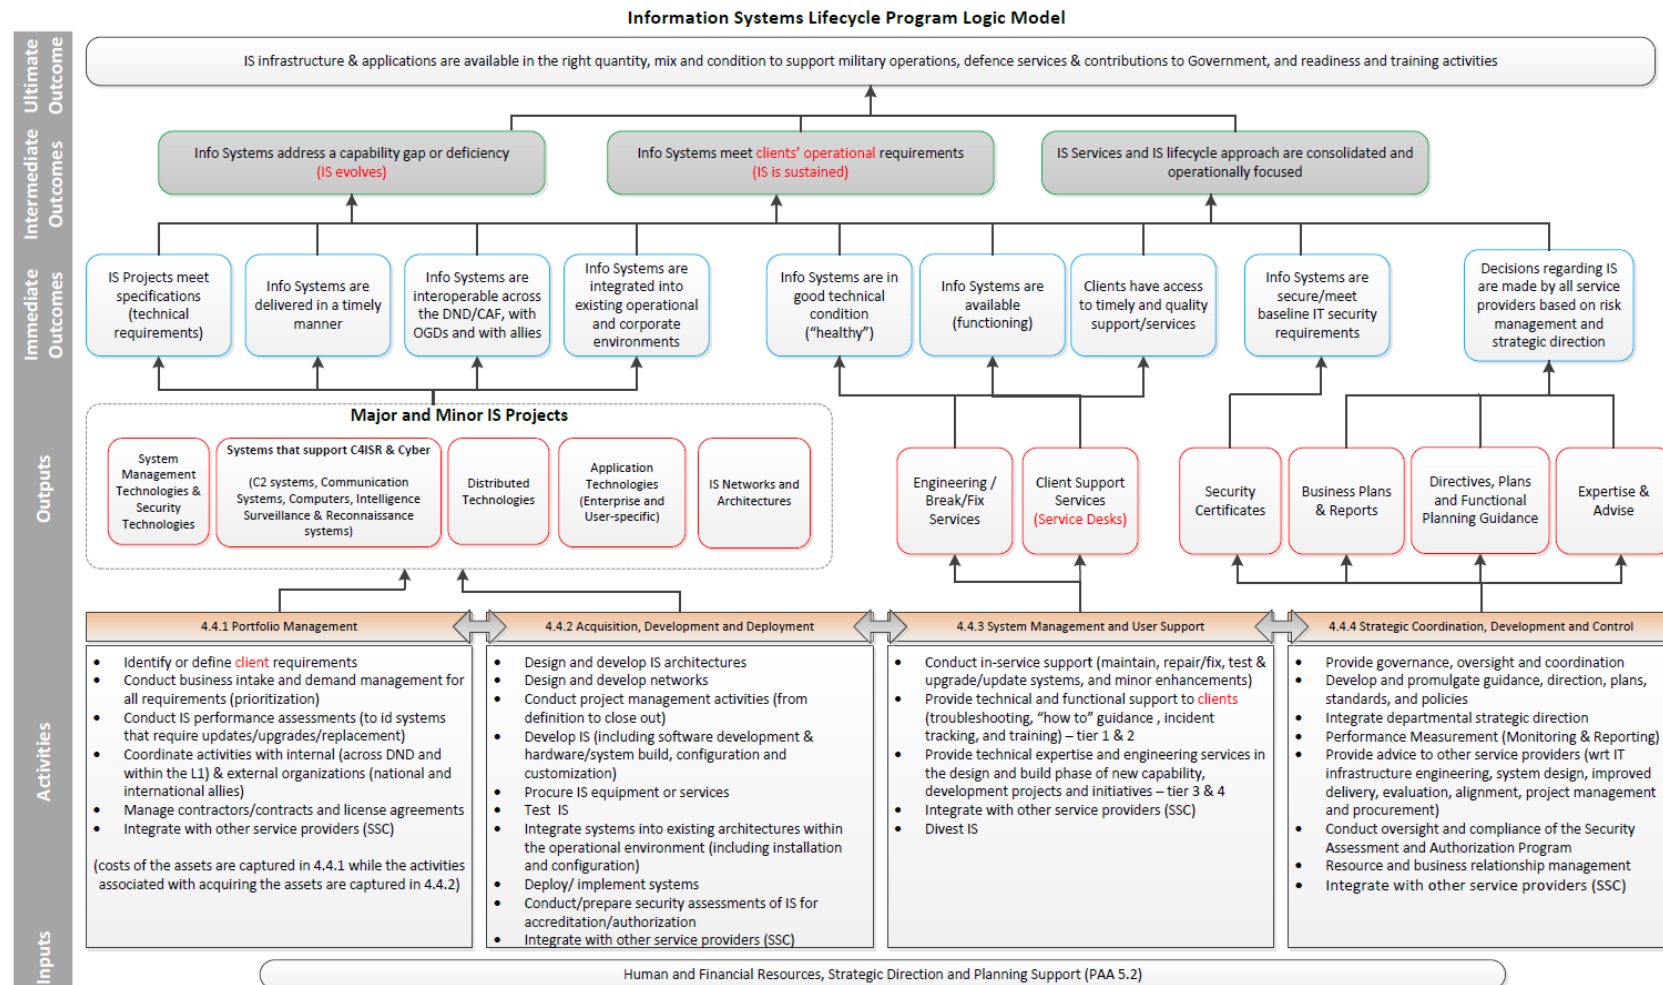 Information Systems Lifecycle Program Logic Model
Ultimate
Outcome
IS infrastructure & applications are available in the right quantity, mix and condition to support military operations, defence services & contributions to Government, and readiness and training activities
Intermediate
Outcomes
Info Systems address a capability gap or deficiency
(IS evolves)
Info Systems meet clients' operational requirements
(IS is sustained)
IS Services and IS lifecycle approach are consolidated and
operationally focused
Immediate
Outcomes
IS Projects meet
specifications
(technical
requirements)
Info Systems are
delivered in a timely
manner
Info Systems are
interoperable across
the DND/CAF, with
OGDs and with allies
Info Systems are
integrated into
existing operational
and corporate
environments
Info Systems are in
good technical
condition
("healthy")
Info Systems are
available
(functioning)
Clients have access
to timely and quality
support/services
Info Systems are
secure/meet
baseline IT security
requirements
Decisions regarding IS
are made by all service
providers based on risk
management and
strategic direction
Outputs
Major and Minor IS Projects
System
Management
Technologies &
Security
Technologies
Systems that support C4ISR & Cyber
(C2 systems, Communication
Systems, Computers, Intelligence
Surveillance & Reconnaissance
systems)
Distributed
Technologies
Application
Technologies
(Enterprise and
User-specific)
IS Networks and
Architectures
Engineering /
Break/Fix
Services
Client Support
Services
(Service Desks)
Security
Certificates
Business Plans
& Reports
Directives, Plans
and Functional
Planning Guidance
Expertise &
Advise
Activities
4.4.1 Portfolio Management
• Identify or define client requirements
• Conduct business intake and demand management for
all requirements (prioritization)
• Conduct IS performance assessments (to id systems
that require updates/upgrades/replacement)
• Coordinate activities with internal (across DND and
within the L1) & external organizations (national and
international allies)
• Manage contractors/contracts and license agreements
• Integrate with other service providers (SSC)
(costs of the assets are captured in 4.4.1 while the activities
associated with acquiring the assets are captured in 4.4.2)
4.4.2 Acquisition, Development and Deployment
• Design and develop IS architectures
• Design and develop networks
• Conduct project management activities (from
definition to close out)
• Develop IS (including software development &
hardware/system build, configuration and
customization)
• Procure IS equipment or services
• Test IS
• Integrate systems into existing architectures within
the operational environment (including installation
and configuration)
• Deploy/ implement systems
• Conduct/prepare security assessments of IS for
accreditation/authorization
• Integrate with other service providers (SSC)
4.4.3 System Management and User Support
• Conduct in-service support (maintain, repair/fix, test &
upgrade/update systems, and minor enhancements)
• Provide technical and functional support to clients
(troubleshooting, "how to" guidance , incident
tracking, and training) – tier 1 & 2
• Provide technical expertise and engineering services in
the design and build phase of new capability,
development projects and initiatives – tier 3 & 4
• Integrate with other service providers (SSC)
• Divest IS
4.4.4 Strategic Coordination, Development and Control
• Provide governance, oversight and coordination
• Develop and promulgate guidance, direction, plans,
standards, and policies
• Integrate departmental strategic direction
• Performance Measurement (Monitoring & Reporting)
• Provide advice to other service providers (wrt IT
infrastructure engineering, system design, improved
delivery, evaluation, alignment, project management
and procurement)
• Conduct oversight and compliance of the Security
Assessment and Authorization Program
• Resource and business relationship management
• Integrate with other service providers (SSC)
Inputs
Human and Financial Resources, Strategic Direction and Planning Support (PAA 5.2)